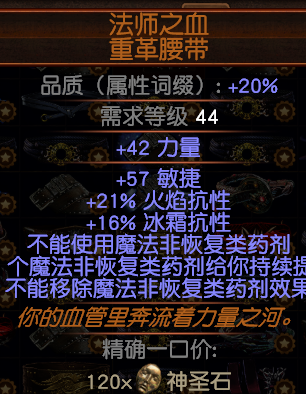 法师之血
重革腰带
品质（属性词缀）: +20%
需求等级 44
+42 力量
+57 敏捷
+21% 火焰抗性
+16% 冰霜抗性
不能使用魔法非恢复类药剂
个魔法非恢复类药剂给你持续提
不能移除魔法非恢复类药剂效果
你的血管里奔流着力量之河。
精确一口价:
120x 神圣石